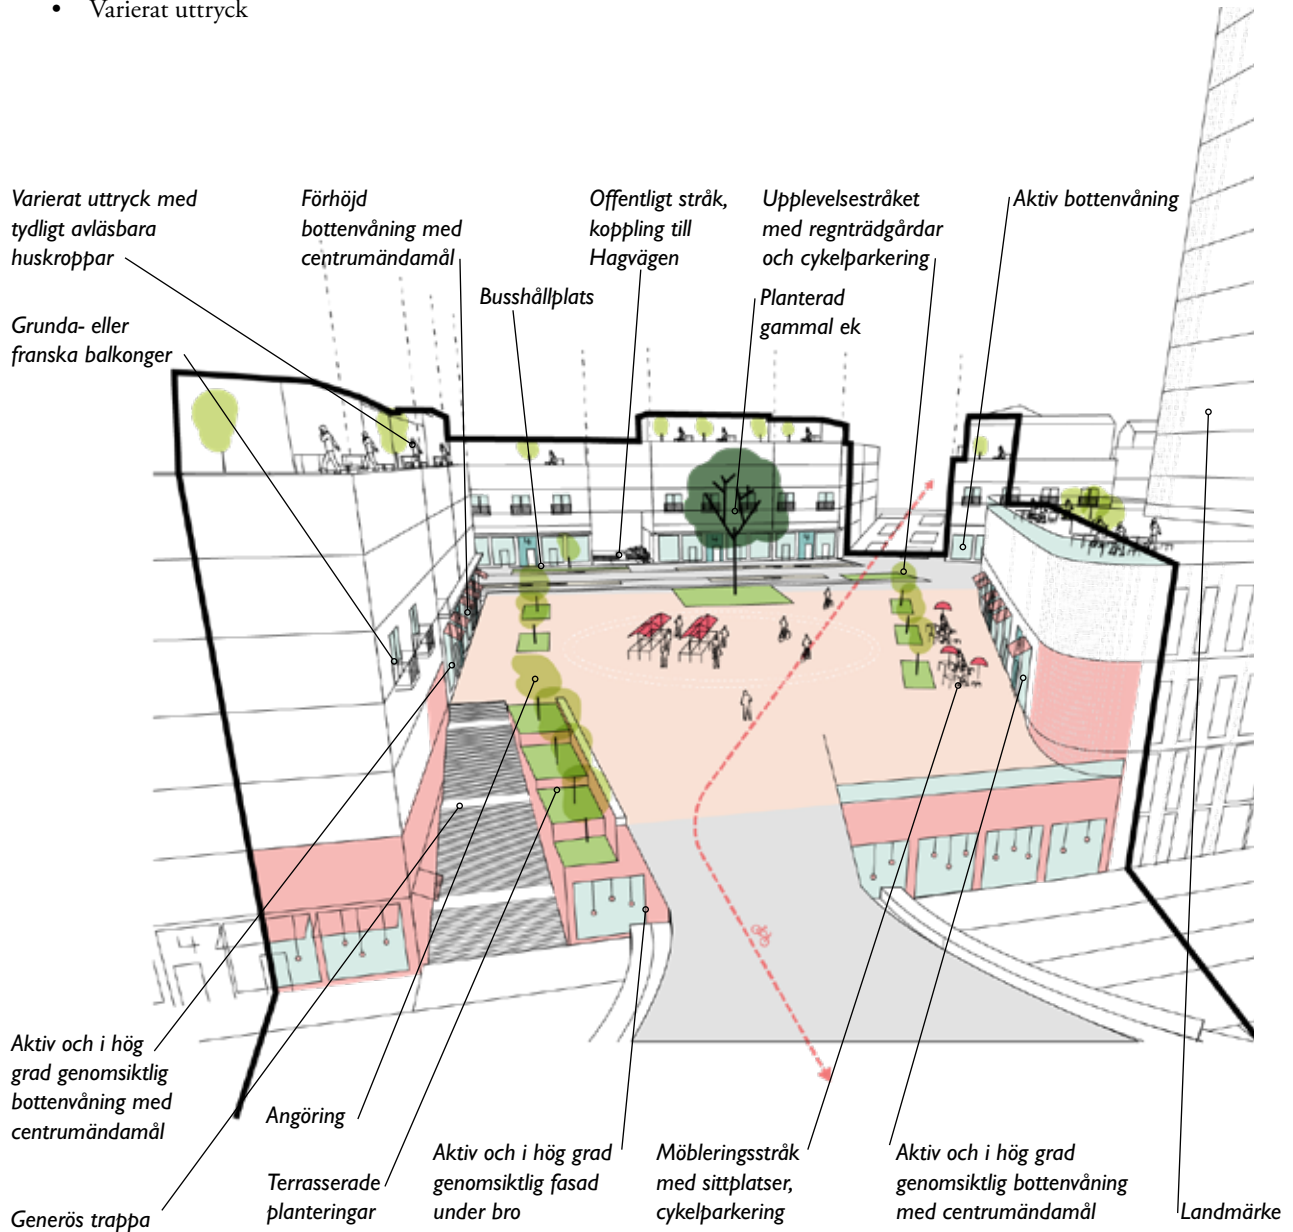 • Varierat uttryck
Varierat uttryck med
tydligt avläsbara
huskroppar
Förhöjd
bottenvåning med
centrumändamål
Offentligt stråk,
koppling till
Hagvägen
Upplevelsestråket
med regnträdgårdar
och cykelparkering
Aktiv bottenvåning
Busshållplats
Planterad
gammal ek
Grunda- eller
franska balkonger
Aktiv och i hög
grad genomsiktlig
bottenvåning med
centrumändamål
Generös trappa
Angöring
Terrasserade
planteringar
Aktiv och i hög grad
genomsiktlig fasad
under bro
Möbleringsstråk
med sittplatser,
cykelparkering
Aktiv och i hög grad
genomsiktlig bottenvåning
med centrumändamål
Landmärke